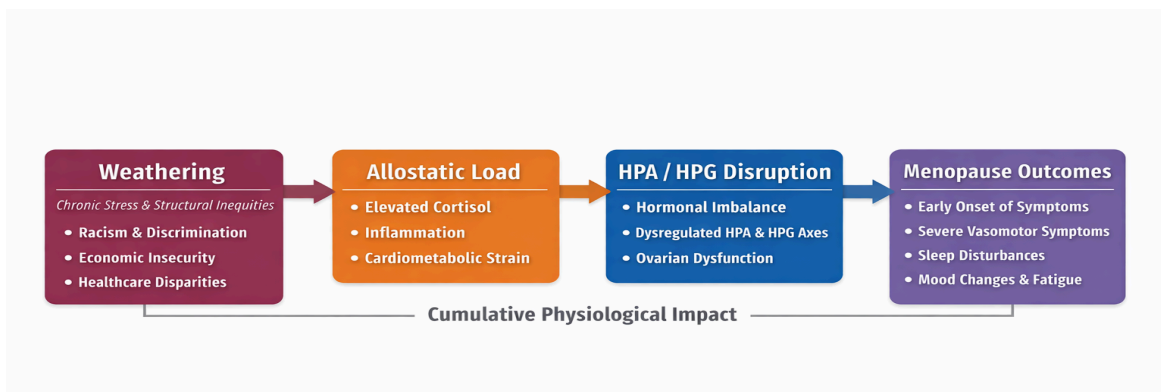 Weathering
Chronic Stress & Structural Inequities
• Racism & Discrimination
• Economic Insecurity
• Healthcare Disparities
Allostatic Load
• Elevated Cortisol
• Inflammation
• Cardiometabolic Strain
HPA / HPG Disruption
• Hormonal Imbalance
• Dysregulated HPA & HPG Axes
• Ovarian Dysfunction
Menopause Outcomes
• Early Onset of Symptoms
• Severe Vasomotor Symptoms
• Sleep Disturbances
• Mood Changes & Fatigue
Cumulative Physiological Impact